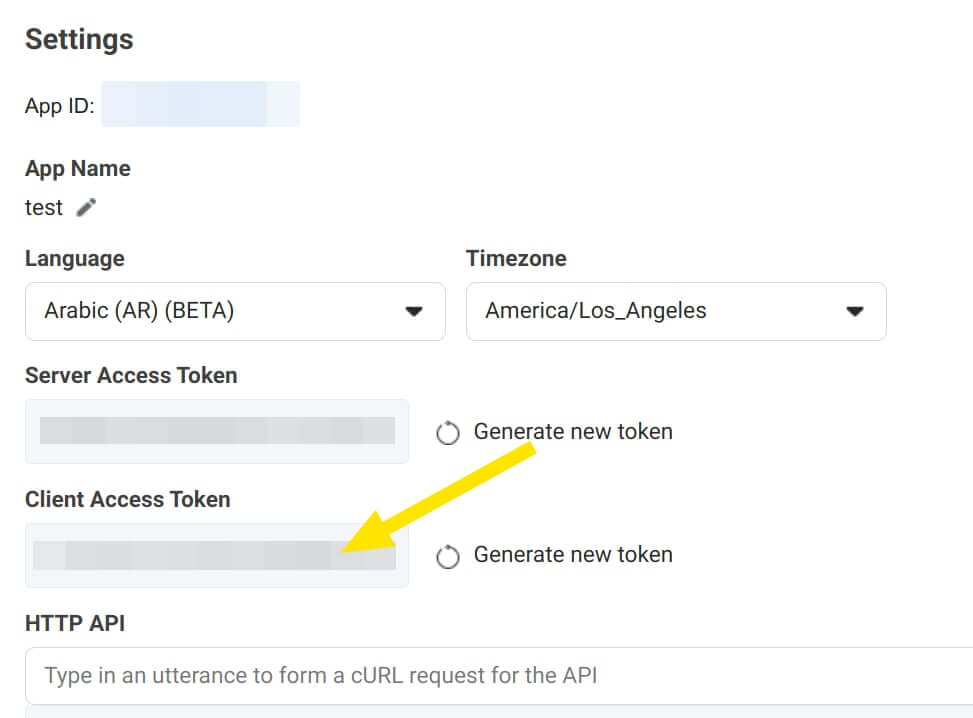 Settings
App ID:
App Name
test
Language Timezone
Arabic (AR) (BETA) America/Los_Angeles
Server Access Token
Generate new token
Client Access Token
Generate new token
HTTP API
Type in an utterance to form a cURL request for the API